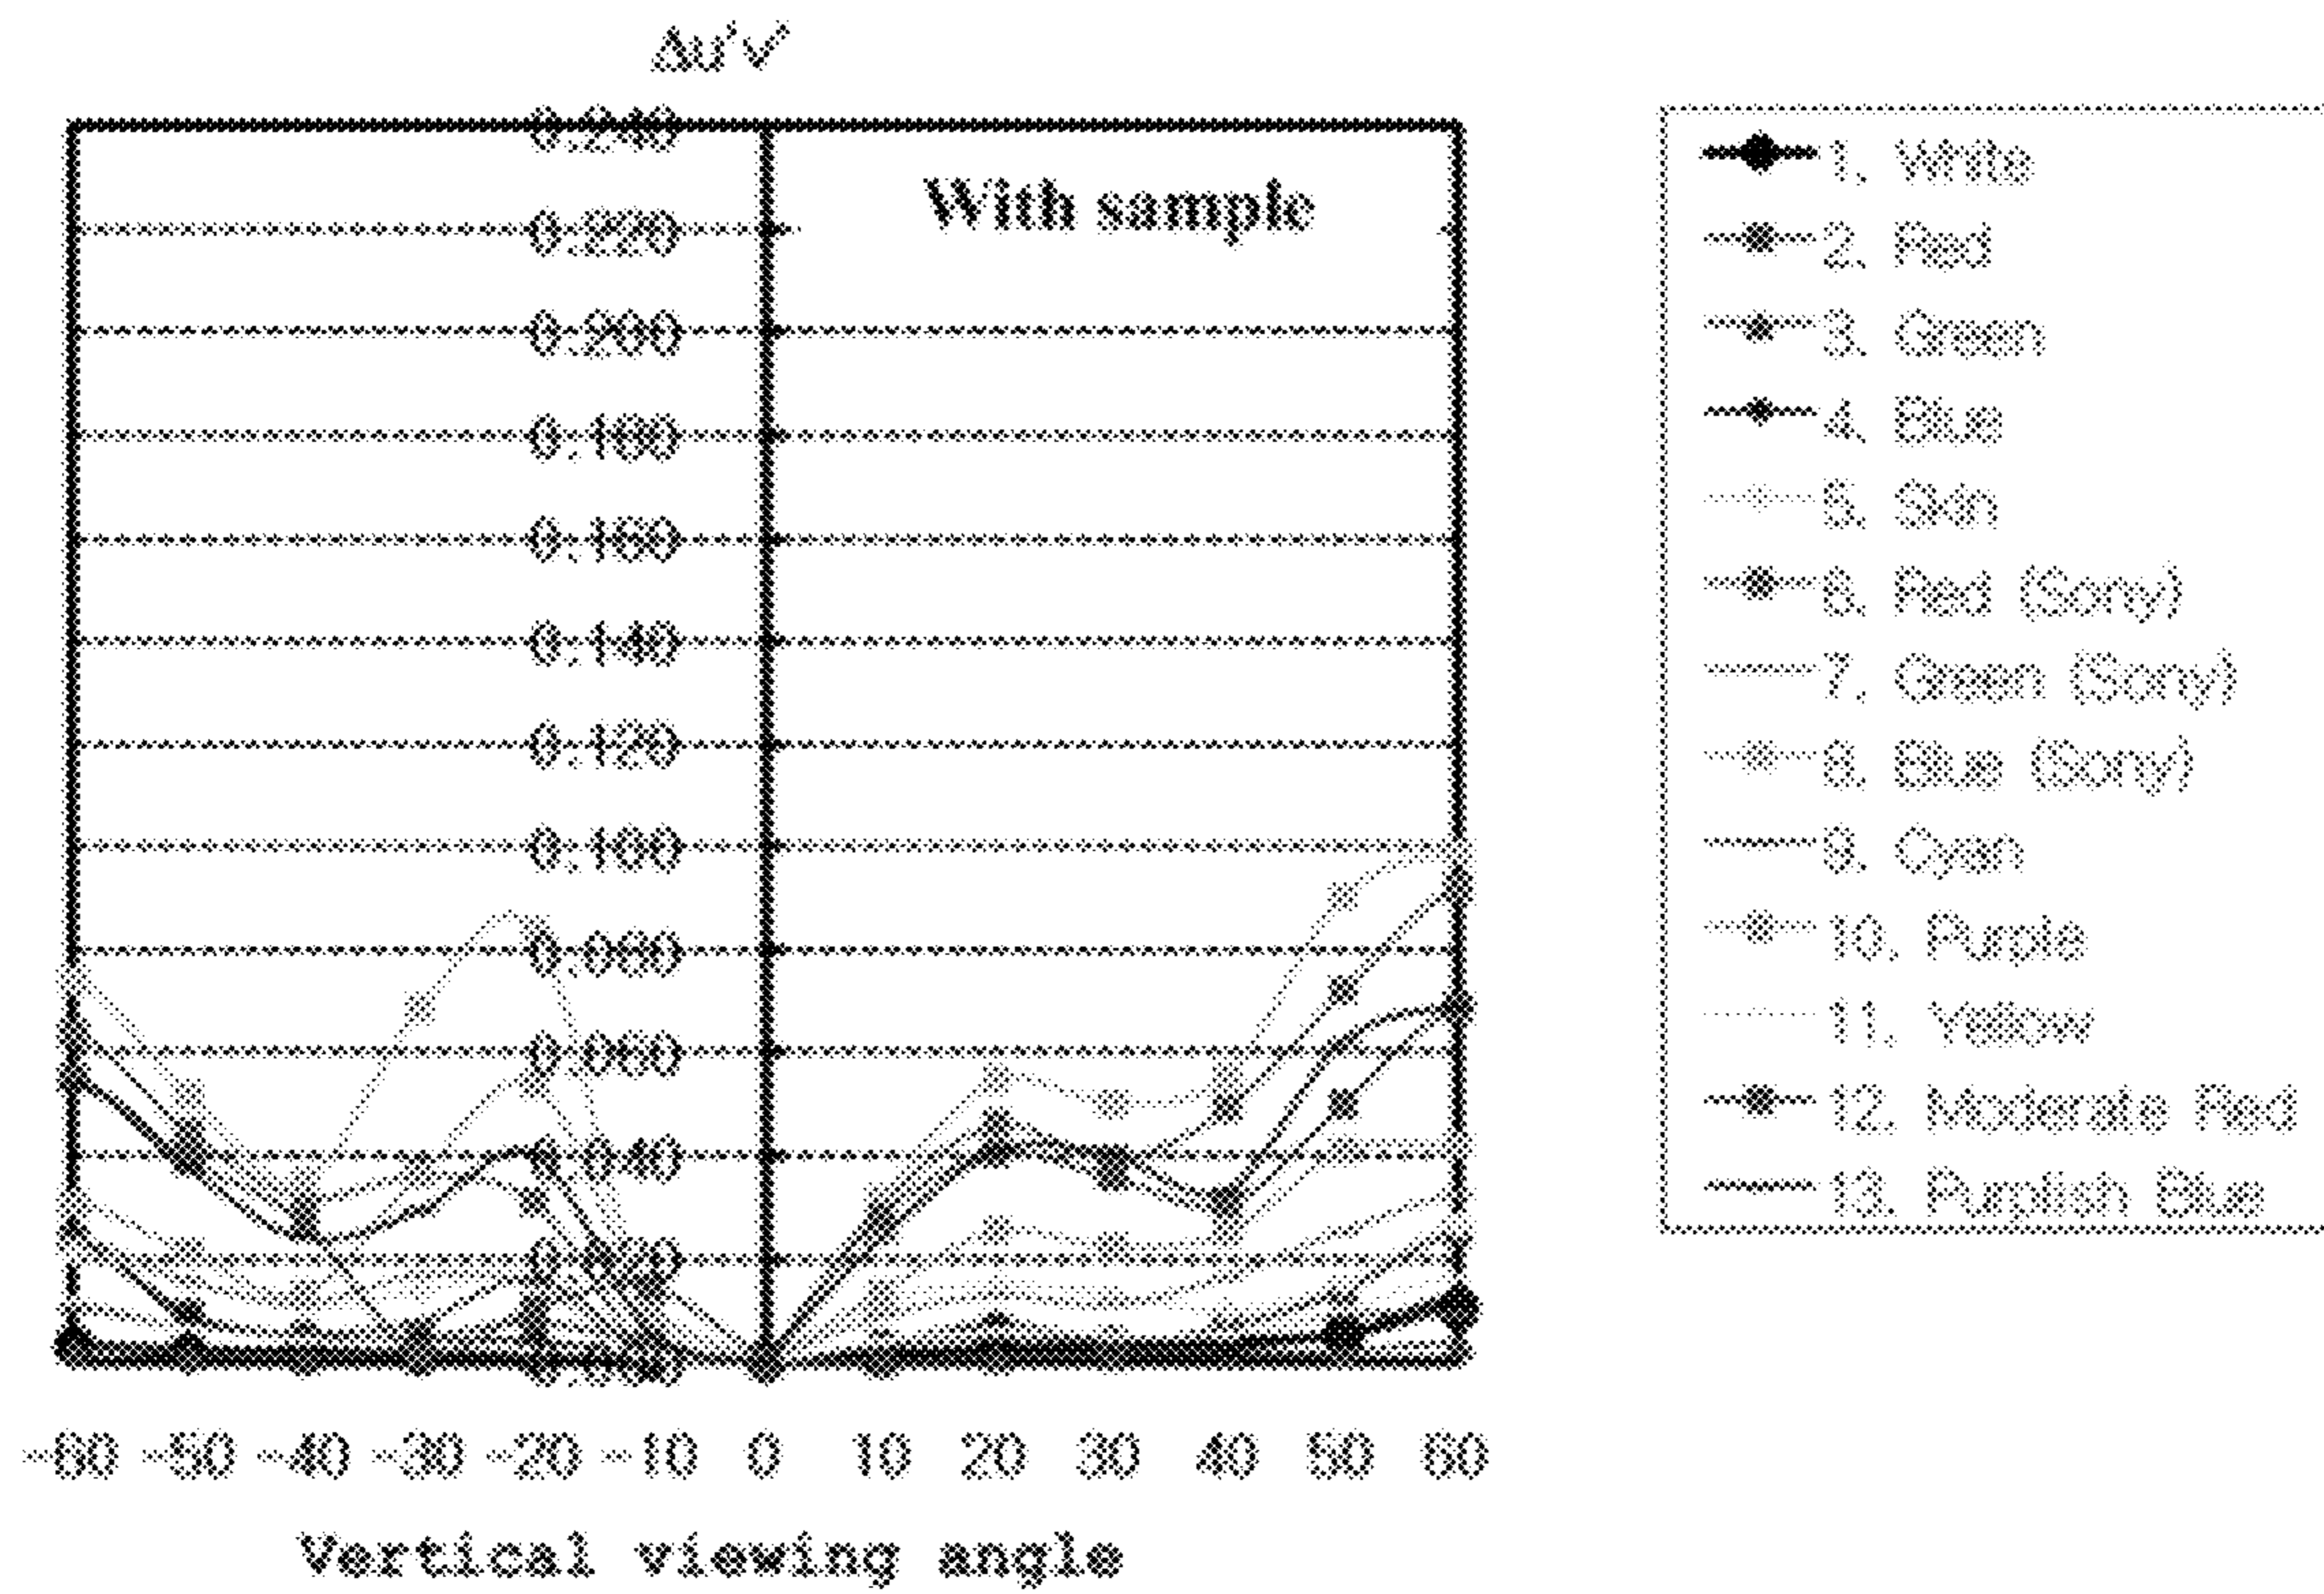 Δu'v'
0.240
With sample
0.220
0.200
0.180
0.160
0.140
0.120
0.100
0.080
0.060
0.040
0.020
0.000
-60 -50 -40 -30 -20 -10 0 10 20 30 40 50 60
Vertical viewing angle
1. White
2. Red
3. Green
4. Blue
5. Skin
6. Red (Sony)
7. Green (Sony)
8. Blue (Sony)
9. Cyan
10. Purple
11. Yellow
12. Moderate Red
13. Purplish Blue